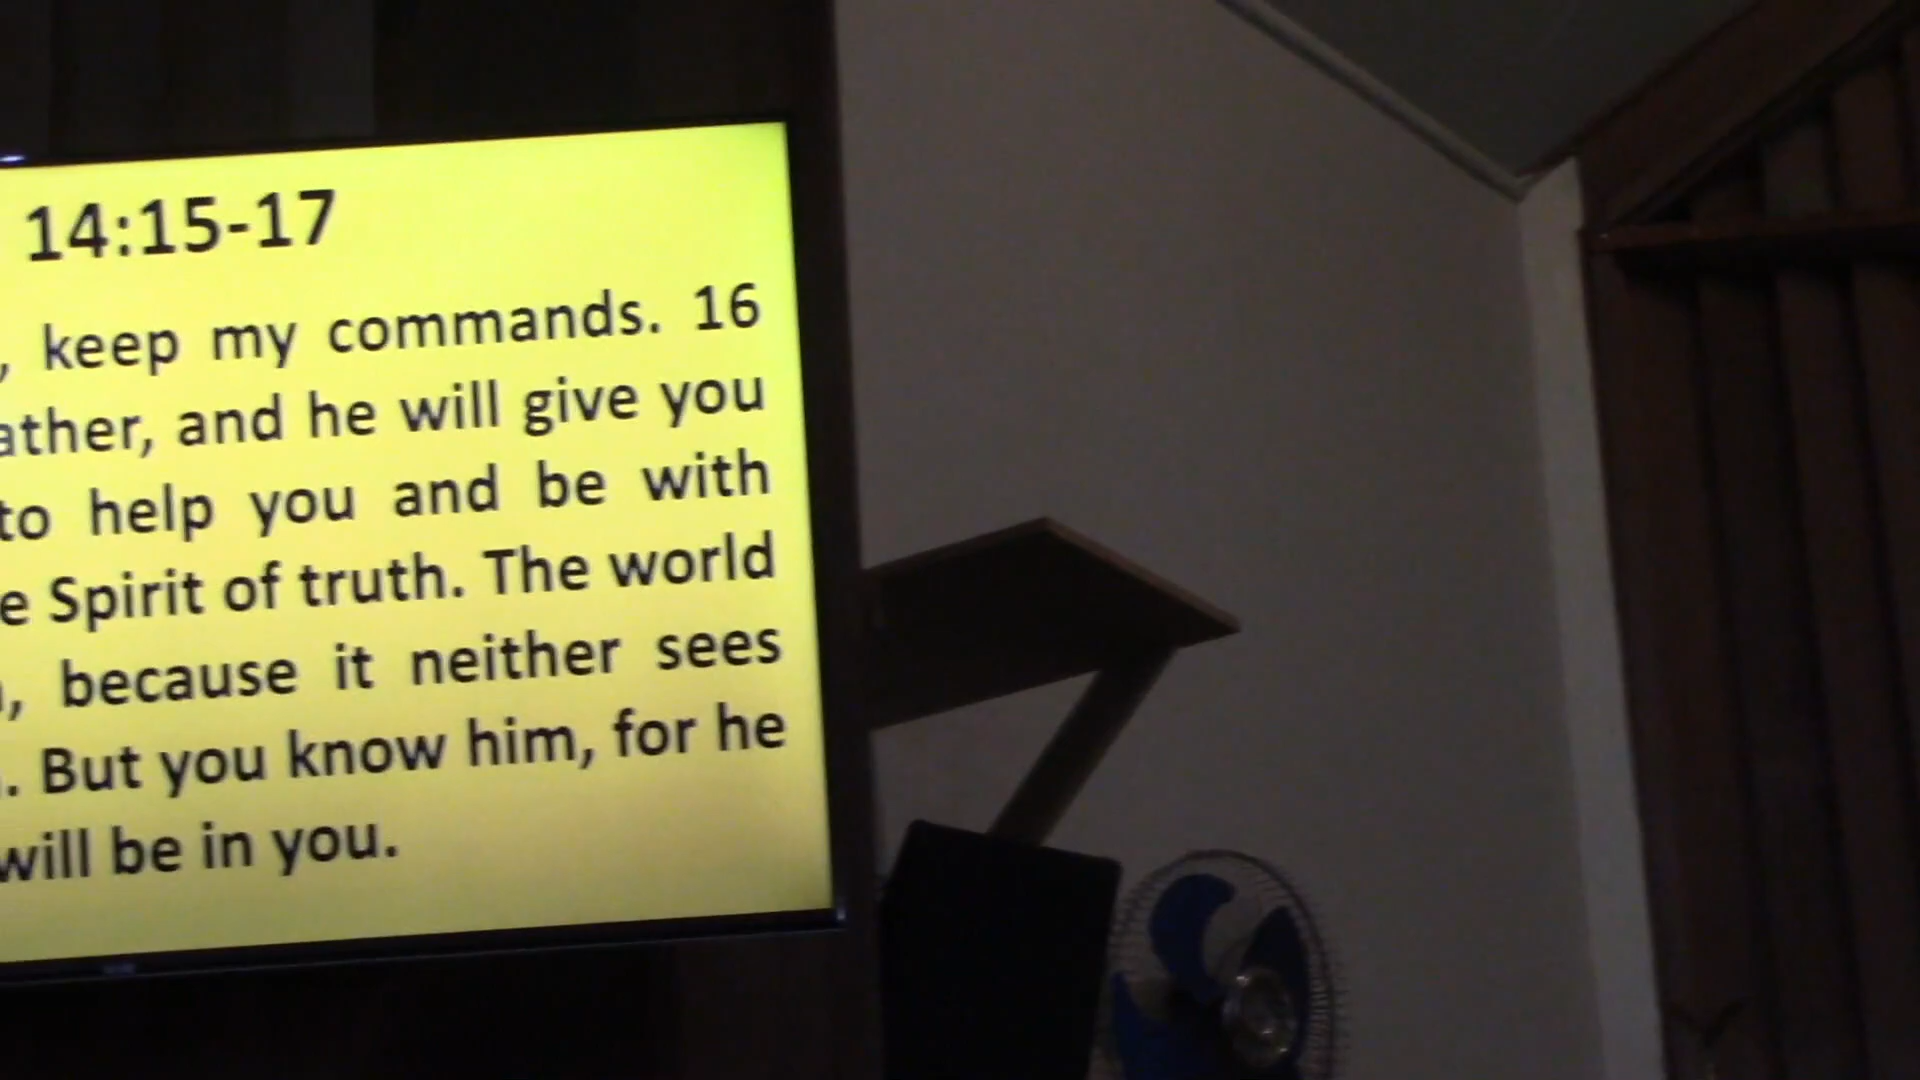 14:15-17
, keep my commands. 16
ather, and he will give you
to help you and be with
e Spirit of truth. The world
, because it neither sees
. But you know him, for he
will be in you.